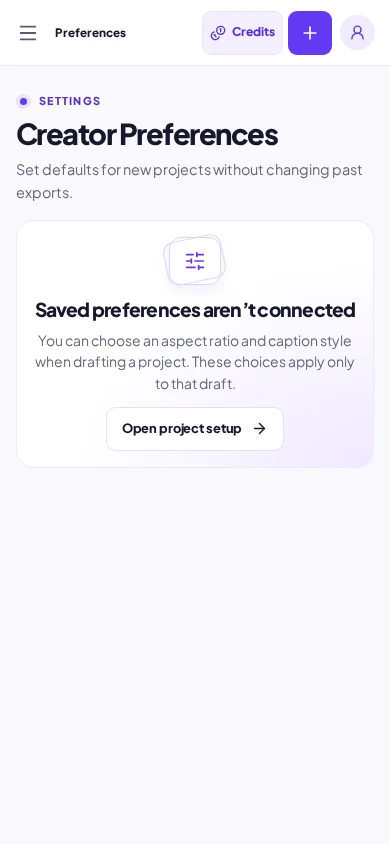 Preferences
Credits
SETTINGS
Creator Preferences
Set defaults for new projects without changing past
exports.
Saved preferences aren’t connected
You can choose an aspect ratio and caption style
when drafting a project. These choices apply only
to that draft.
Open project setup